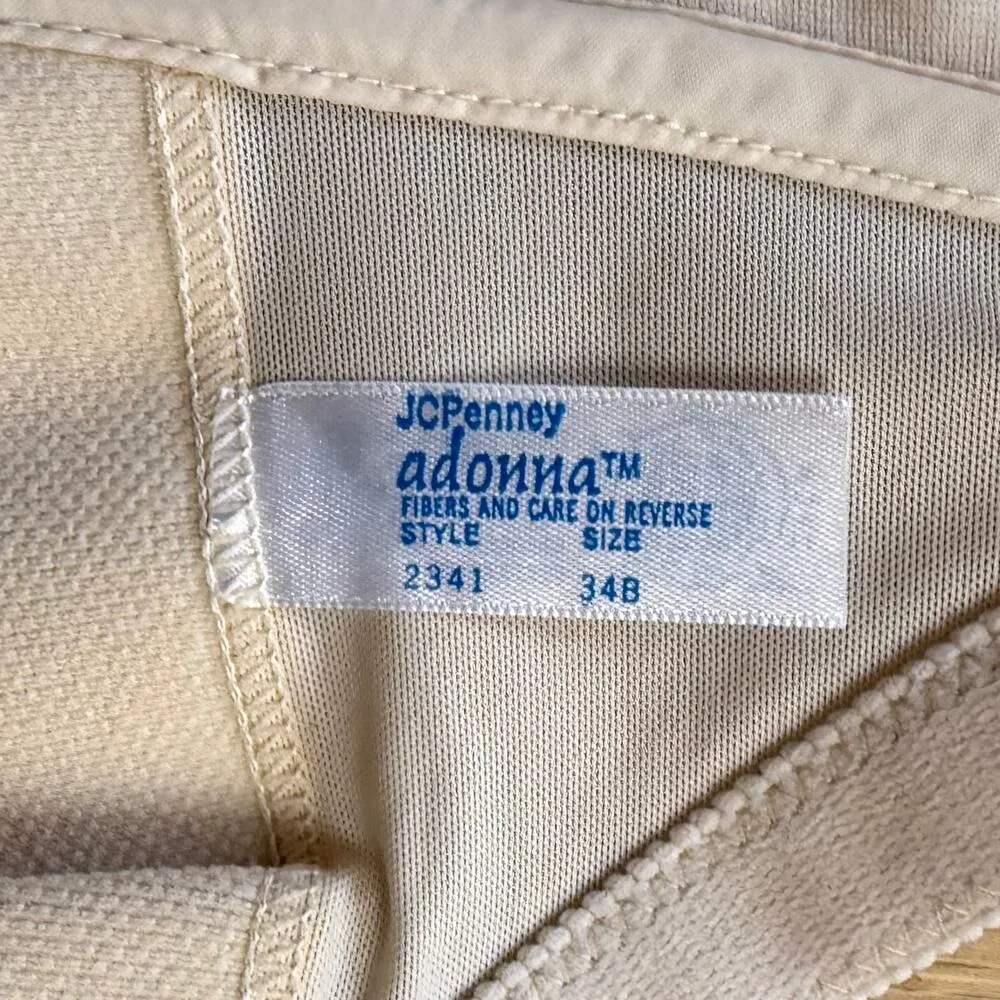 JCPenney
adonna™
FIBERS AND CARE ON REVERSE
STYLE SIZE
2341 34B